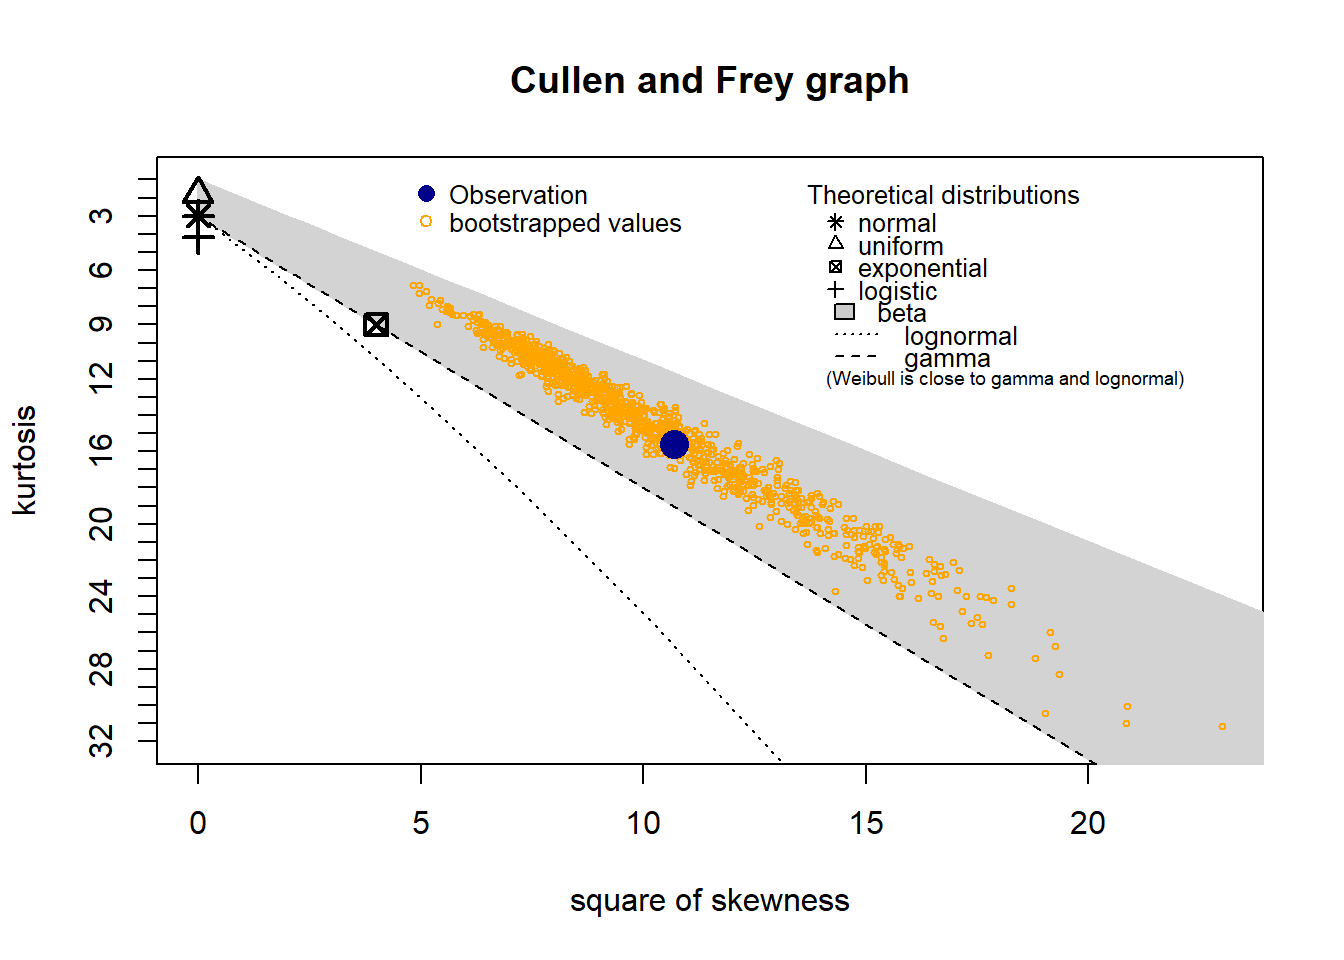 Cullen and Frey graph
Observation
bootstrapped values
Theoretical distributions
normal
uniform
exponential
logistic
beta
lognormal
gamma
(Weibull is close to gamma and lognormal)
kurtosis
3
6
9
12
16
20
24
28
32
0 5 10 15 20
square of skewness